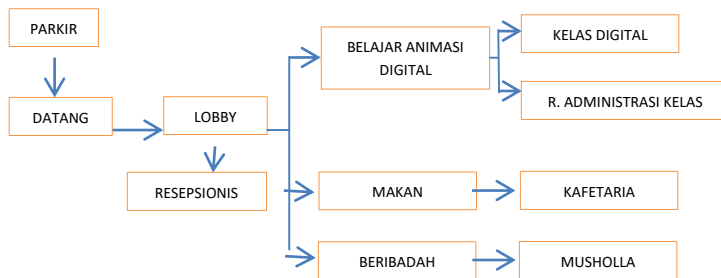 PARKIR
DATANG
LOBBY
RESEPSIONIS
BELAJAR ANIMASI
DIGITAL
KELAS DIGITAL
R. ADMINISTRASI KELAS
MAKAN
KAFETARIA
BERIBADAH
MUSHOLLA